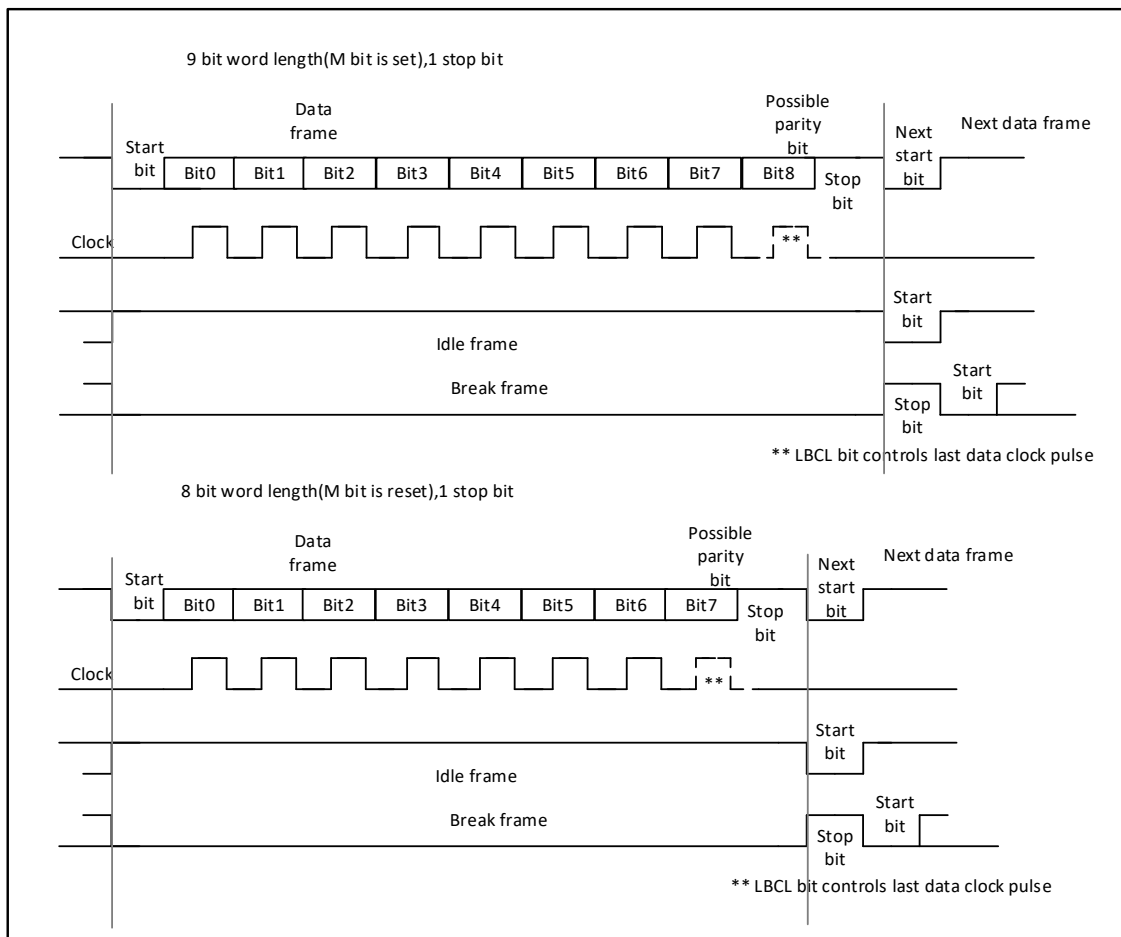 9 bit word length(M bit is set),1 stop bit
Data
frame
Possible
parity
bit
Start
bit
Bit0 Bit1 Bit2 Bit3 Bit4 Bit5 Bit6 Bit7 Bit8
Stop
bit
Next
start
bit
Next data frame
Clock
**
Start
bit
Idle frame
Break frame
Start
bit
Stop
bit
** LBCL bit controls last data clock pulse
8 bit word length(M bit is reset),1 stop bit
Data
frame
Possible
parity
bit
Start
bit
Bit0 Bit1 Bit2 Bit3 Bit4 Bit5 Bit6 Bit7
Stop
bit
Next
start
bit
Next data frame
Clock
**
Start
bit
Idle frame
Break frame
Start
bit
Stop
bit
** LBCL bit controls last data clock pulse